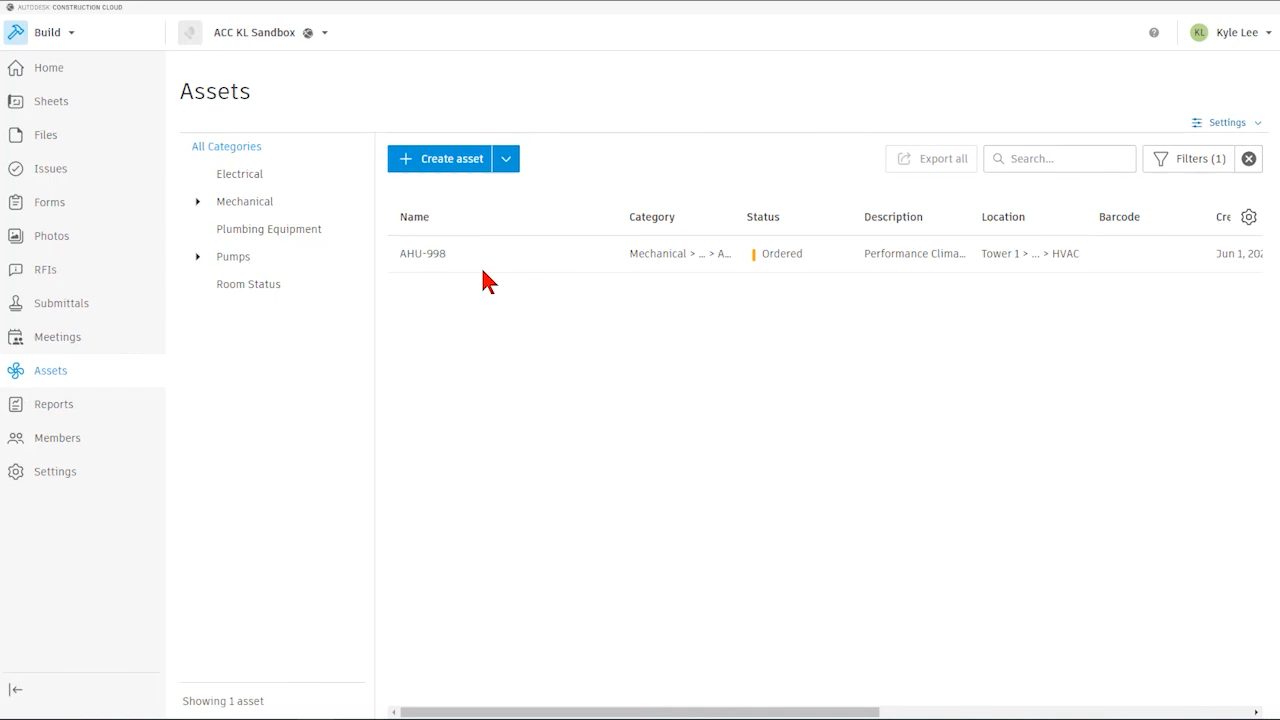 AUTODESK CONSTRUCTION CLOUD
Build
ACC KL Sandbox
KL Kyle Lee
Home
Sheets
Files
Issues
Forms
Photos
RFIs
Submittals
Meetings
Assets
Reports
Members
Settings
Assets
Settings
All Categories
Electrical
Mechanical
Plumbing Equipment
Pumps
Room Status
Showing 1 asset
+ Create asset
Export all
Search...
Filters (1)
Name Category Status Description Location Barcode Cre
AHU-998 Mechanical > ... > A... Ordered Performance Clima... Tower 1 > ... > HVAC Jun 1, 202